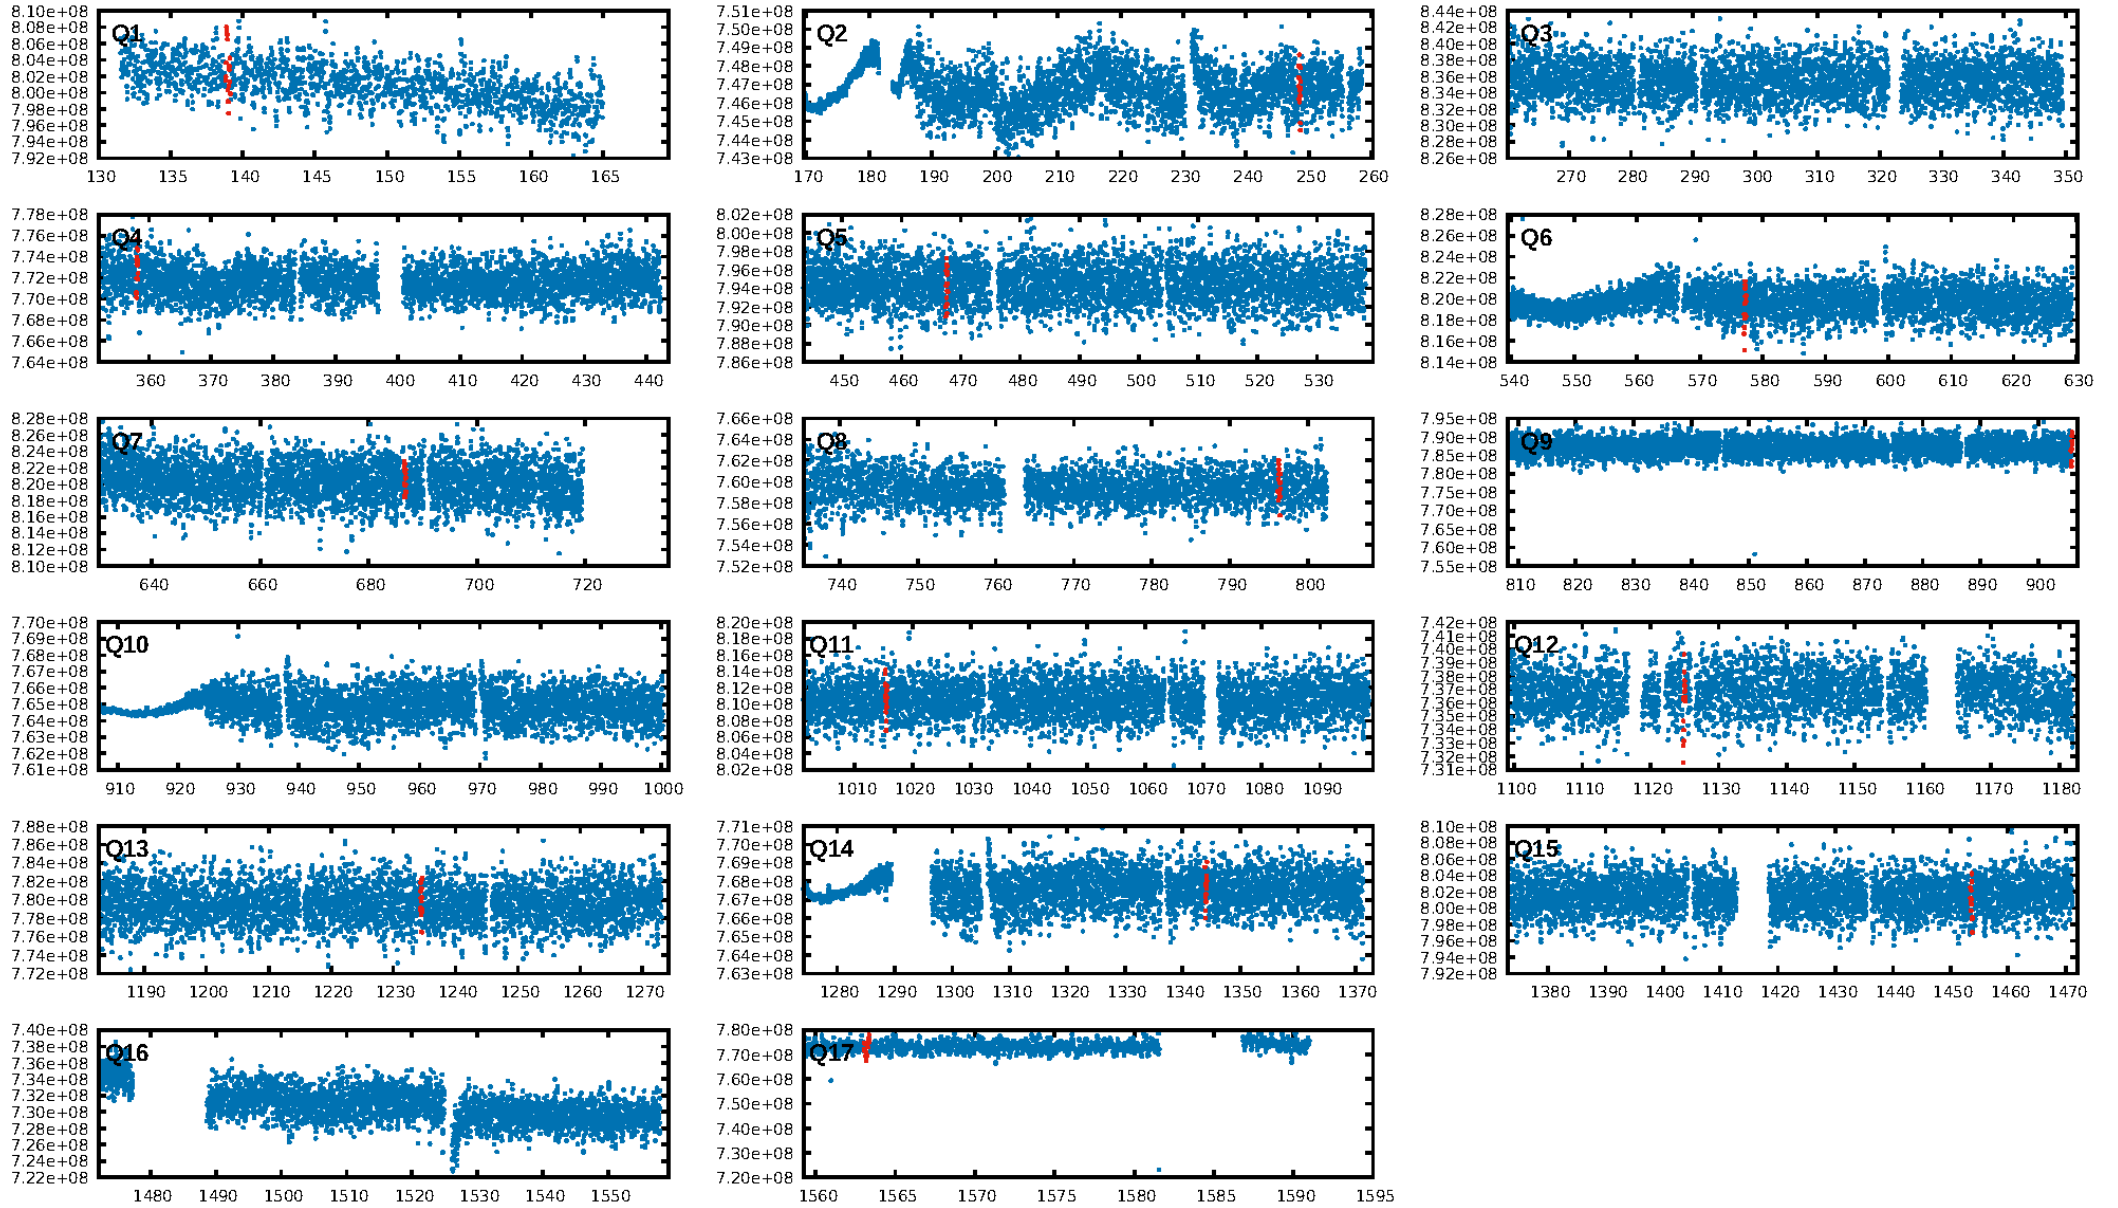 8.10e+08
8.08e+08
8.06e+08
8.04e+08
8.02e+08
8.00e+08
7.98e+08
7.96e+08
7.94e+08
7.92e+08
Q1
130 135 140 145 150 155 160 165
7.51e+08
7.50e+08
7.49e+08
7.48e+08
7.47e+08
7.46e+08
7.45e+08
7.44e+08
7.43e+08
Q2
170 180 190 200 210 220 230 240 250 260
8.44e+08
8.42e+08
8.40e+08
8.38e+08
8.36e+08
8.34e+08
8.32e+08
8.30e+08
8.28e+08
8.26e+08
Q3
270 280 290 300 310 320 330 340 350
7.78e+08
7.76e+08
7.74e+08
7.72e+08
7.70e+08
7.68e+08
7.66e+08
7.64e+08
Q4
360 370 380 390 400 410 420 430 440
8.02e+08
8.00e+08
7.98e+08
7.96e+08
7.94e+08
7.92e+08
7.90e+08
7.88e+08
7.86e+08
Q5
450 460 470 480 490 500 510 520 530
8.28e+08
8.26e+08
8.24e+08
8.22e+08
8.20e+08
8.18e+08
8.16e+08
8.14e+08
Q6
540 550 560 570 580 590 600 610 620 630
8.28e+08
8.26e+08
8.24e+08
8.22e+08
8.20e+08
8.18e+08
8.16e+08
8.14e+08
8.12e+08
8.10e+08
Q7
640 660 680 700 720
7.66e+08
7.64e+08
7.62e+08
7.60e+08
7.58e+08
7.56e+08
7.54e+08
7.52e+08
Q8
740 750 760 770 780 790 800
7.95e+08
7.90e+08
7.85e+08
7.80e+08
7.75e+08
7.70e+08
7.65e+08
7.60e+08
7.55e+08
Q9
810 820 830 840 850 860 870 880 890 900
7.70e+08
7.69e+08
7.68e+08
7.67e+08
7.66e+08
7.65e+08
7.64e+08
7.63e+08
7.62e+08
7.61e+08
Q10
910 920 930 940 950 960 970 980 990 1000
8.20e+08
8.18e+08
8.16e+08
8.14e+08
8.12e+08
8.10e+08
8.08e+08
8.06e+08
8.04e+08
8.02e+08
Q11
1010 1020 1030 1040 1050 1060 1070 1080 1090
7.42e+08
7.41e+08
7.40e+08
7.39e+08
7.38e+08
7.37e+08
7.36e+08
7.35e+08
7.34e+08
7.33e+08
7.32e+08
7.31e+08
Q12
1100 1110 1120 1130 1140 1150 1160 1170 1180
7.88e+08
7.86e+08
7.84e+08
7.82e+08
7.80e+08
7.78e+08
7.76e+08
7.74e+08
7.72e+08
Q13
1190 1200 1210 1220 1230 1240 1250 1260 1270
7.71e+08
7.70e+08
7.69e+08
7.68e+08
7.67e+08
7.66e+08
7.65e+08
7.64e+08
7.63e+08
Q14
1280 1290 1300 1310 1320 1330 1340 1350 1360 1370
8.10e+08
8.08e+08
8.06e+08
8.04e+08
8.02e+08
8.00e+08
7.98e+08
7.96e+08
7.94e+08
7.92e+08
Q15
1380 1390 1400 1410 1420 1430 1440 1450 1460 1470
7.40e+08
7.38e+08
7.36e+08
7.34e+08
7.32e+08
7.30e+08
7.28e+08
7.26e+08
7.24e+08
7.22e+08
Q16
1480 1490 1500 1510 1520 1530 1540 1550
7.80e+08
7.70e+08
7.60e+08
7.50e+08
7.40e+08
7.30e+08
7.20e+08
Q17
1560 1565 1570 1575 1580 1585 1590 1595